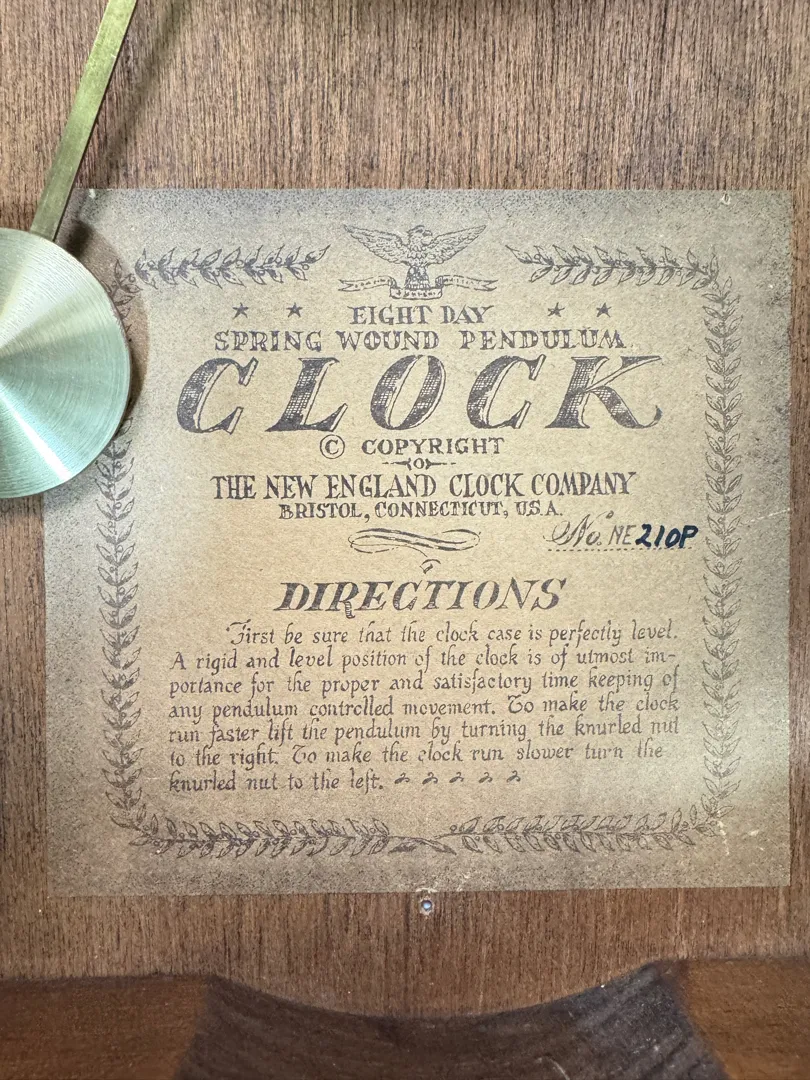 EIGHT DAY
SPRING WOUND PENDULUM
CLOCK
© COPYRIGHT
THE NEW ENGLAND CLOCK COMPANY
BRISTOL, CONNECTICUT, U.S.A.
No. NE 210P
DIRECTIONS
First be sure that the clock case is perfectly level.
A rigid and level position of the clock is of utmost im-
portance for the proper and satisfactory time keeping of
any pendulum controlled movement. To make the clock
run faster lift the pendulum by turning the knurled nut
to the right. To make the clock run slower turn the
knurled nut to the left.